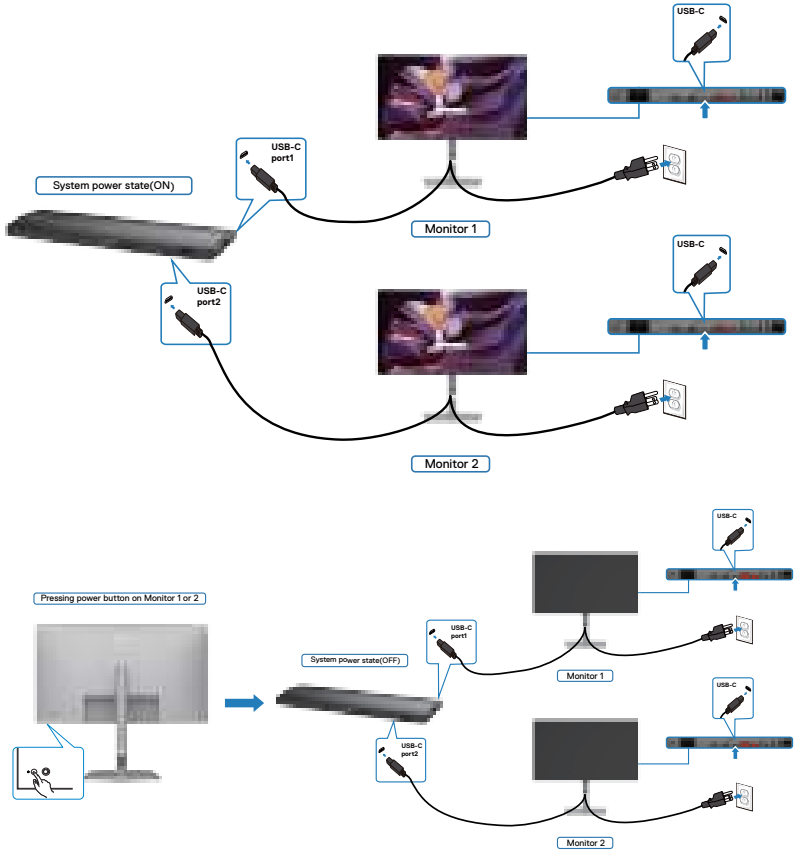 USB-C
USB-C
port1
System power state(ON)
Monitor 1
USB-C
USB-C
port2
Monitor 2
USB-C
Pressing power button on Monitor 1 or 2
USB-C
port1
System power state(OFF)
Monitor 1
USB-C
USB-C
port2
Monitor 2